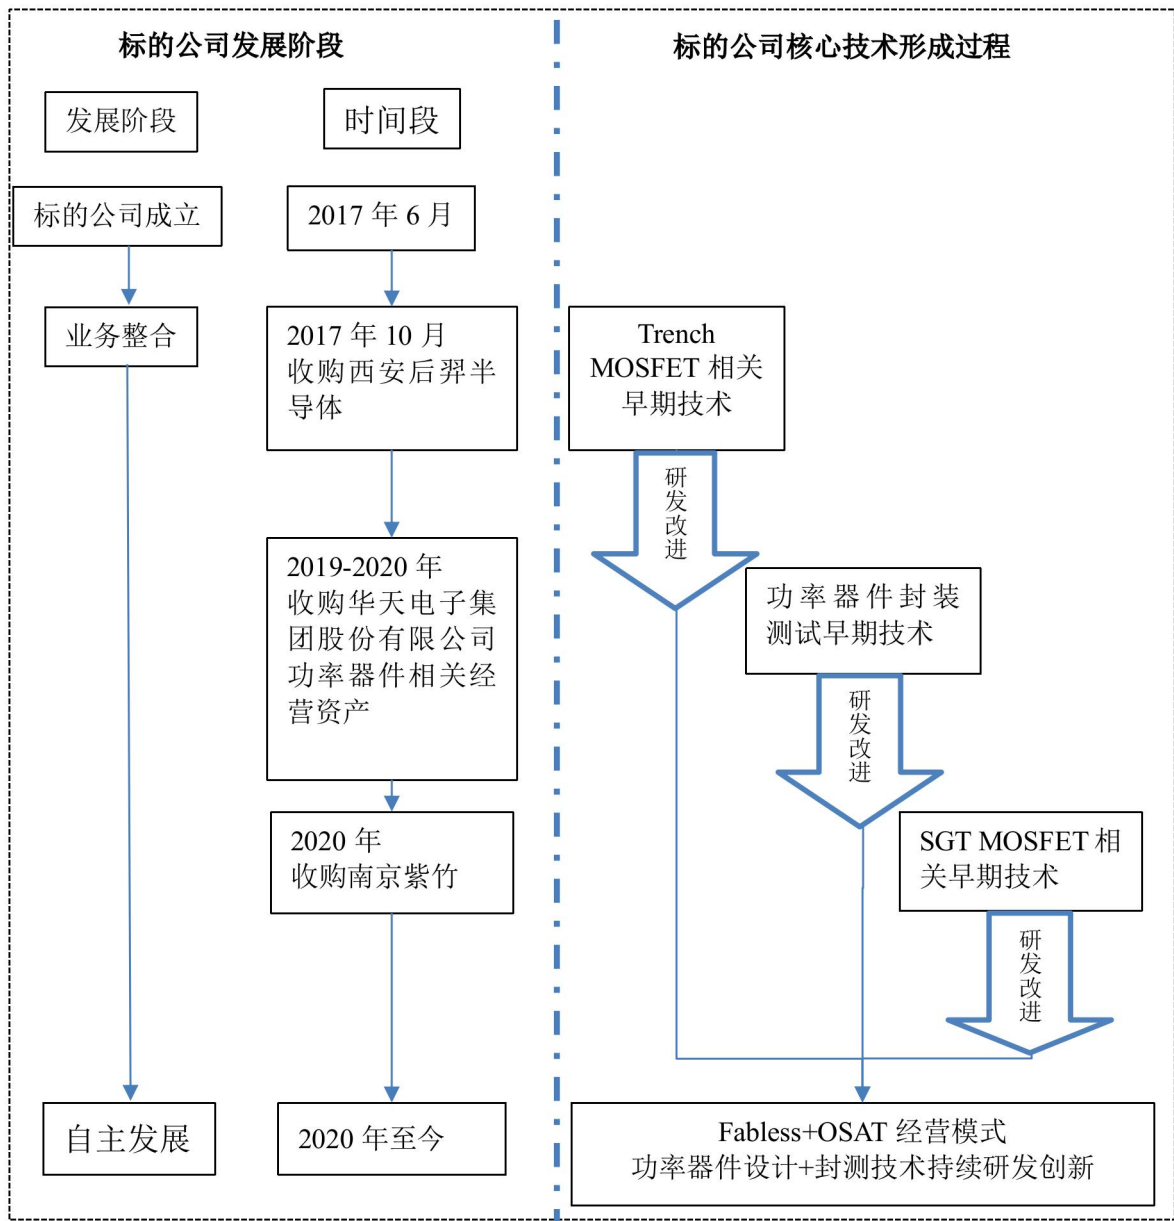 标的公司发展阶段
标的公司核心技术形成过程
发展阶段
时间段
标的公司成立
2017 年 6 月
业务整合
2017 年 10 月
收购西安后羿半
导体
Trench
MOSFET 相关
早期技术
研发改进
2019-2020 年
收购华天电子集
团股份有限公司
功率器件相关经
营资产
功率器件封装
测试早期技术
研发改进
2020 年
收购南京紫竹
SGT MOSFET 相
关早期技术
研发改进
自主发展
2020 年至今
Fabless+OSAT 经营模式
功率器件设计+封测技术持续研发创新